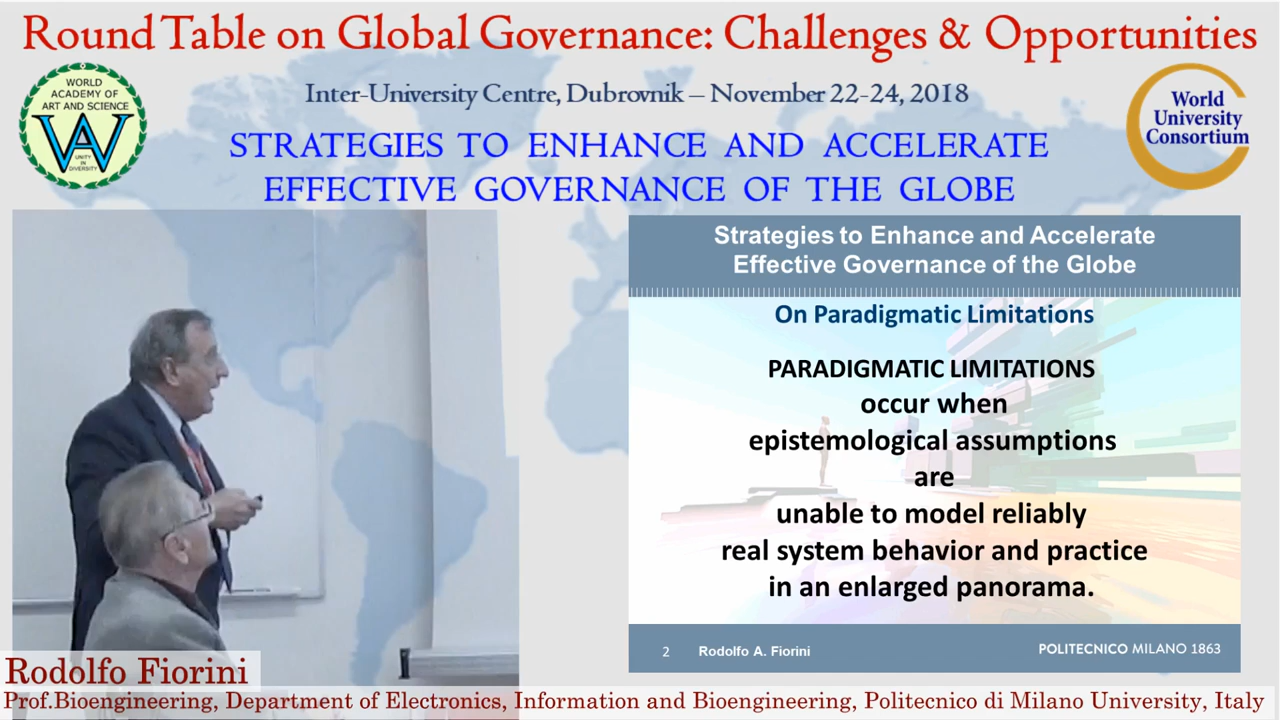 Round Table on Global Governance: Challenges & Opportunities
WORLD
ACADEMY OF
ART AND SCIENCE
WA
UNITY
IN
DIVERSITY
Inter-University Centre, Dubrovnik – November 22-24, 2018
World
University
Consortium
STRATEGIES TO ENHANCE AND ACCELERATE
EFFECTIVE GOVERNANCE OF THE GLOBE
Strategies to Enhance and Accelerate
Effective Governance of the Globe
On Paradigmatic Limitations
PARADIGMATIC LIMITATIONS
occur when
epistemological assumptions
are
unable to model reliably
real system behavior and practice
in an enlarged panorama.
2 Rodolfo A. Fiorini POLITECNICO MILANO 1863
Rodolfo Fiorini
Prof.Bioengineering, Department of Electronics, Information and Bioengineering, Politecnico di Milano University, Italy